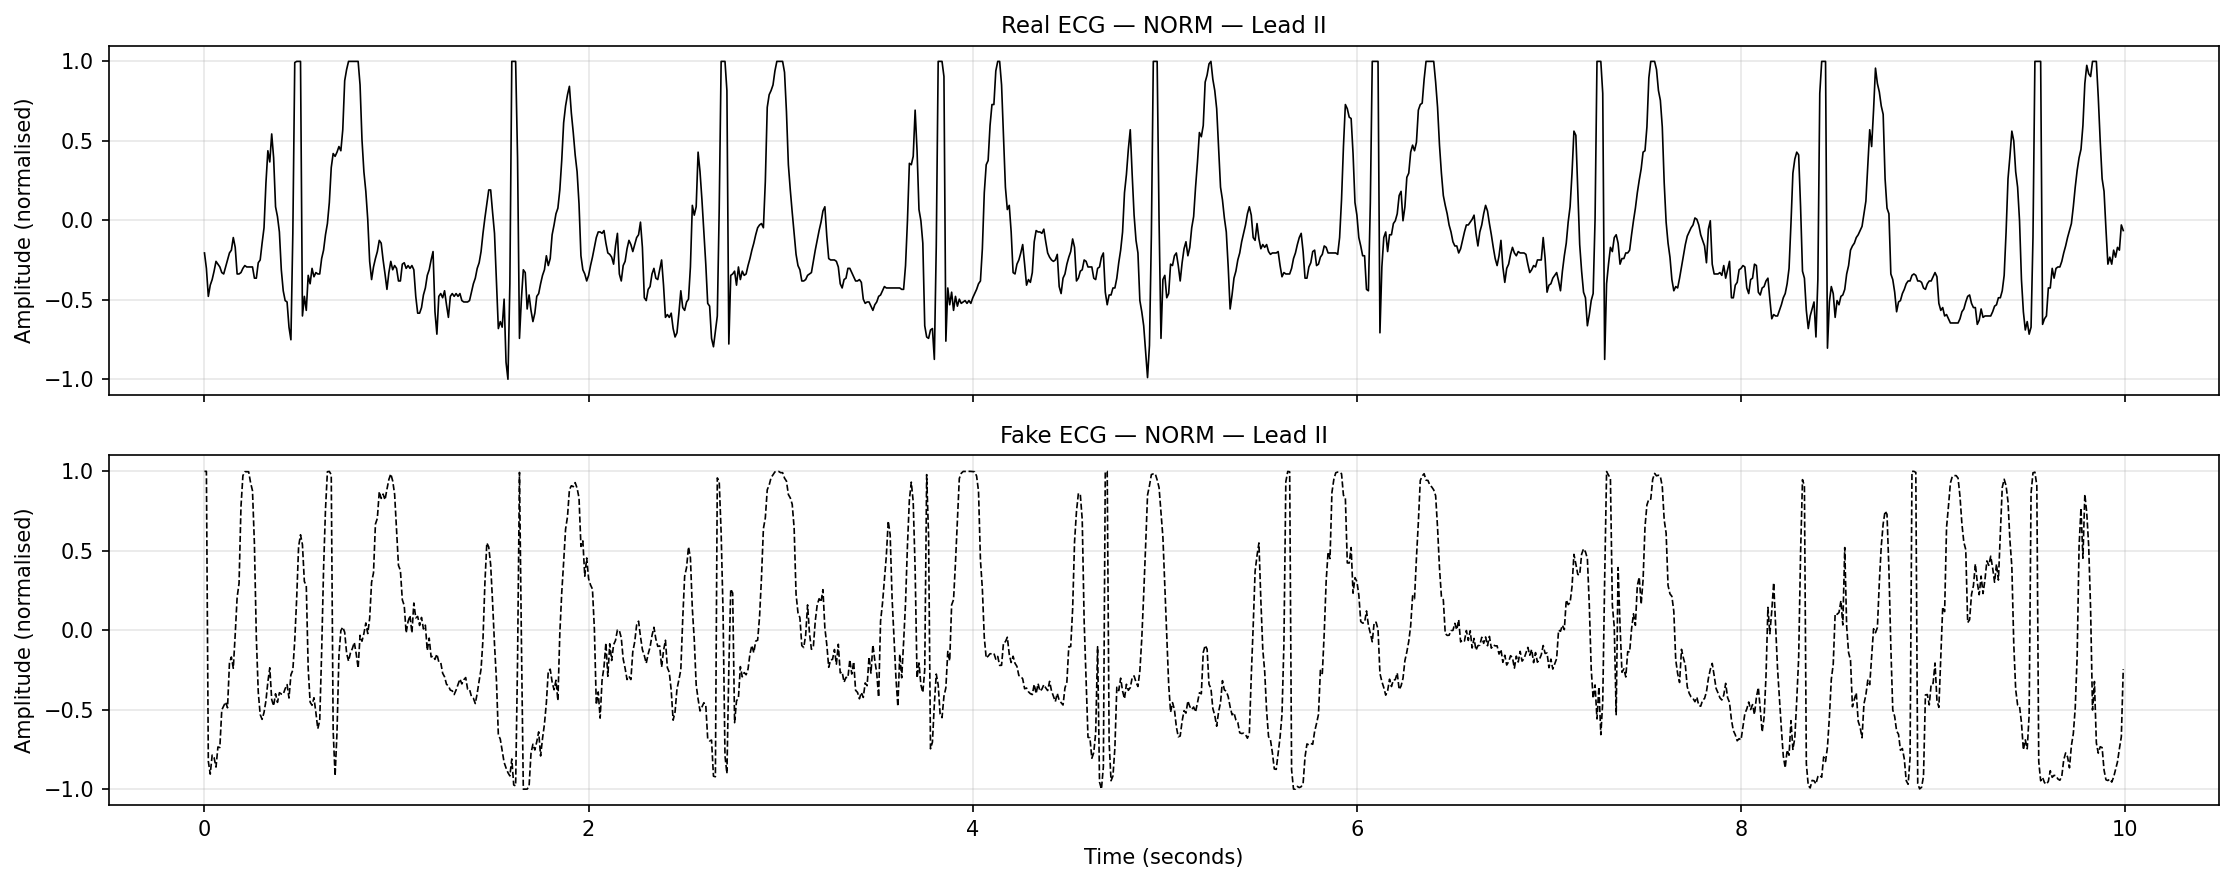 Real ECG — NORM — Lead II
1.0
0.5
0.0
−0.5
−1.0
Amplitude (normalised)
Fake ECG — NORM — Lead II
1.0
0.5
0.0
−0.5
−1.0
Amplitude (normalised)
0 2 4 6 8 10
Time (seconds)